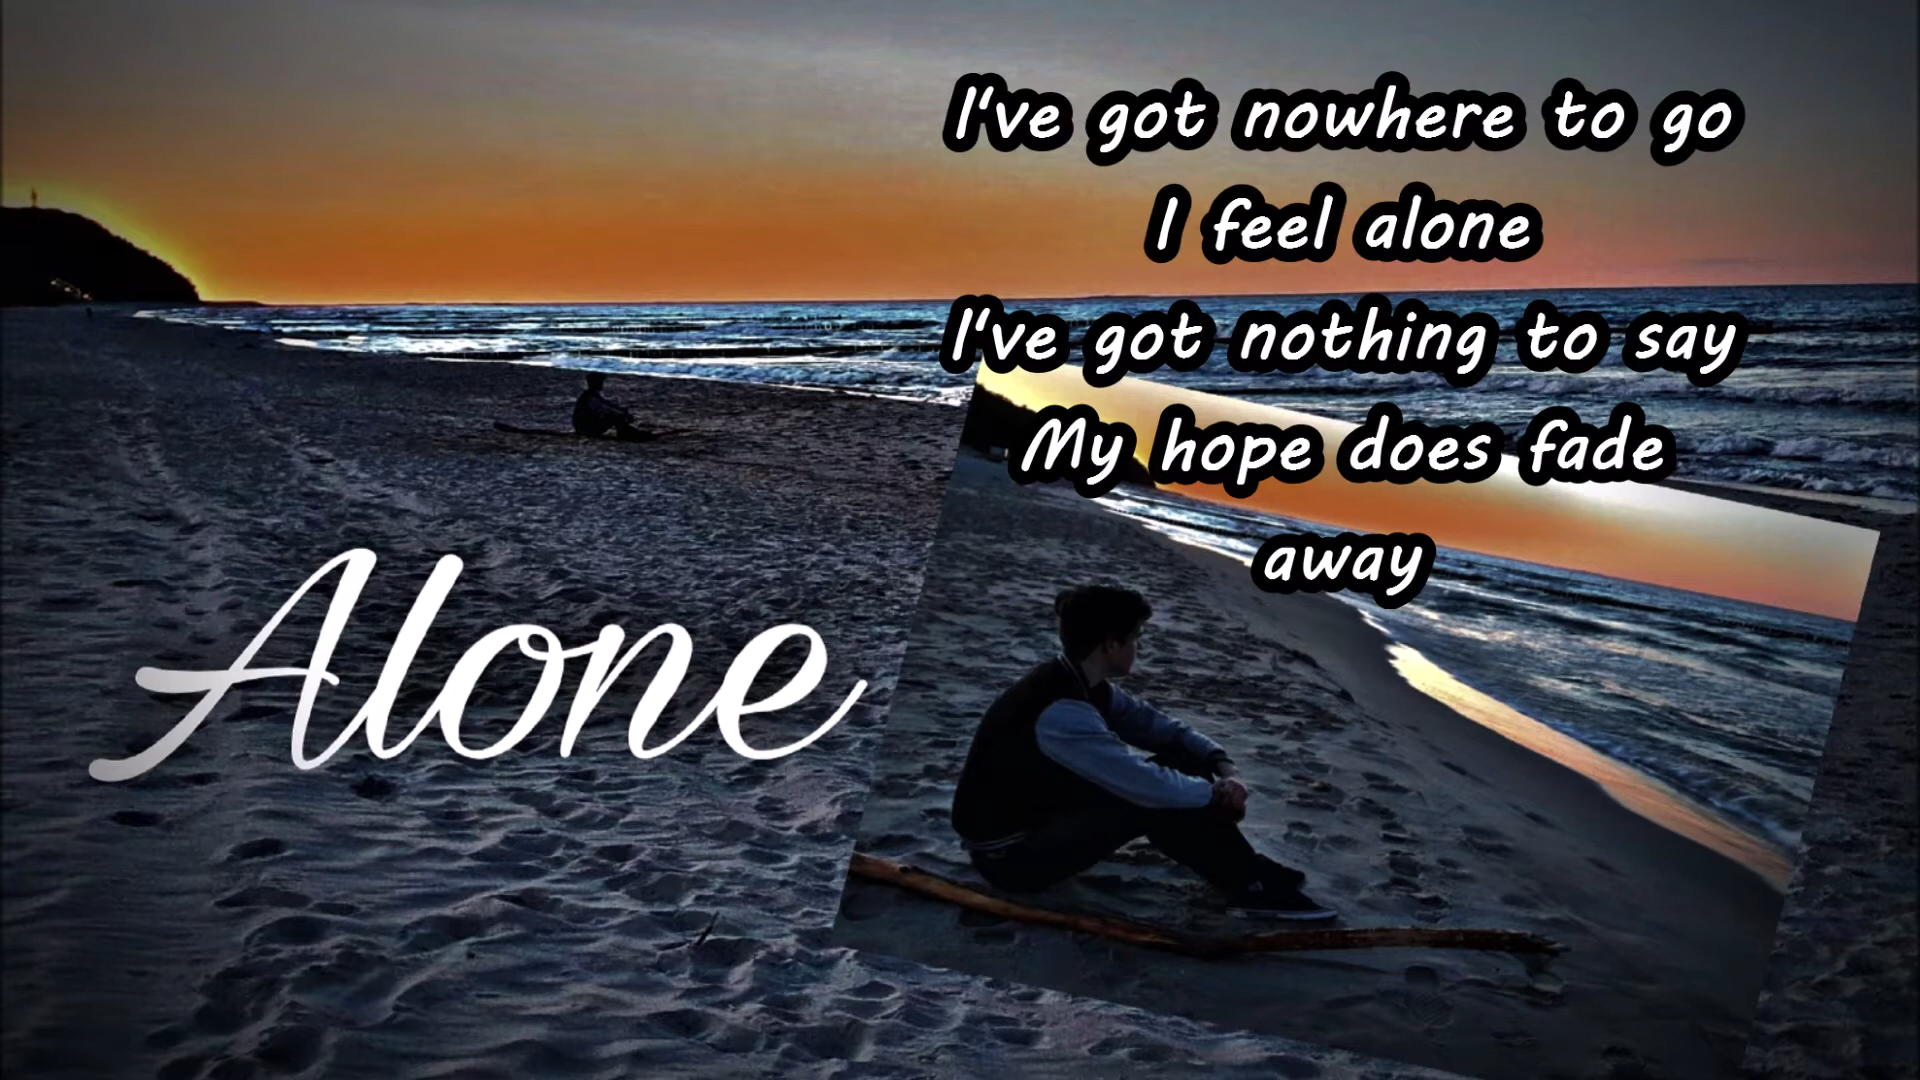 I've got nowhere to go
I feel alone
I've got nothing to say
My hope does fade
away
Alone